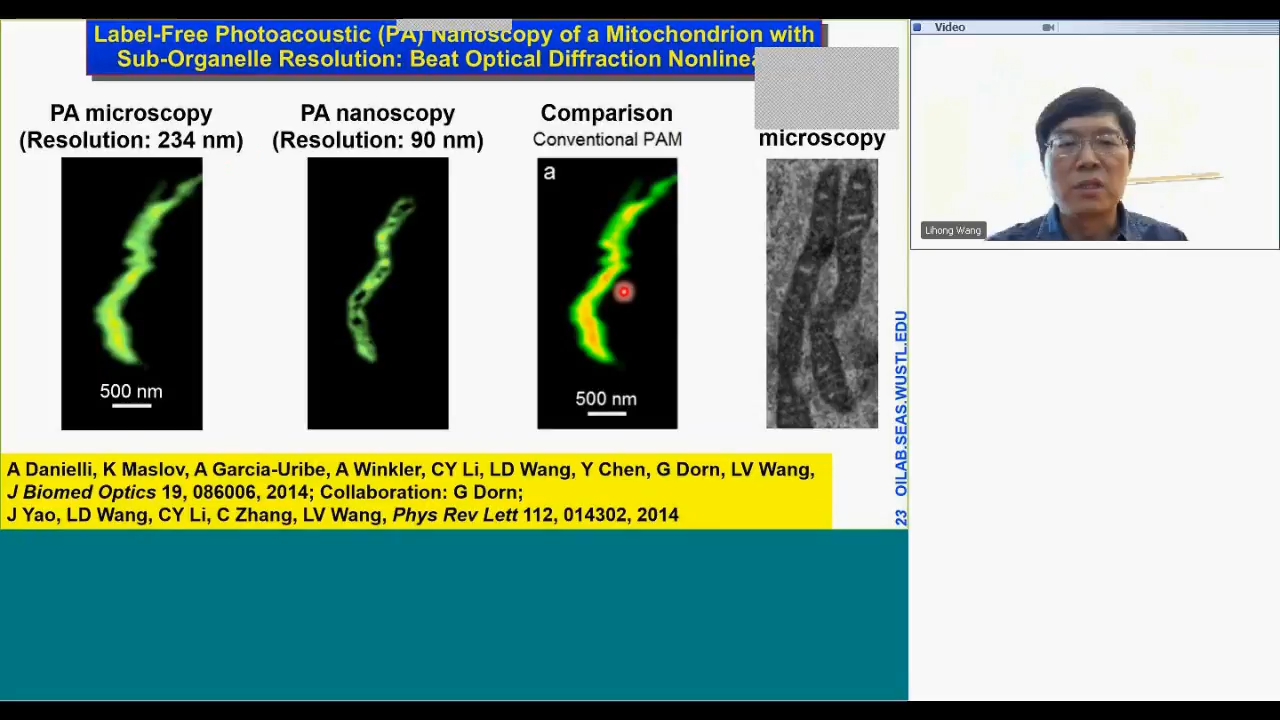 Label-Free Photoacoustic (PA) Nanoscopy of a Mitochondrion with
Sub-Organelle Resolution: Beat Optical Diffraction
PA microscopy
(Resolution: 234 nm)
PA nanoscopy
(Resolution: 90 nm)
Comparison
Conventional PAM
microscopy
a
500 nm
500 nm
A Danielli, K Maslov, A Garcia-Uribe, A Winkler, CY Li, LD Wang, Y Chen, G Dorn, LV Wang,
J Biomed Optics 19, 086006, 2014; Collaboration: G Dorn;
J Yao, LD Wang, CY Li, C Zhang, LV Wang, Phys Rev Lett 112, 014302, 2014
23 OILAB.SEAS.WUSTL.EDU
Video
Lihong Wang